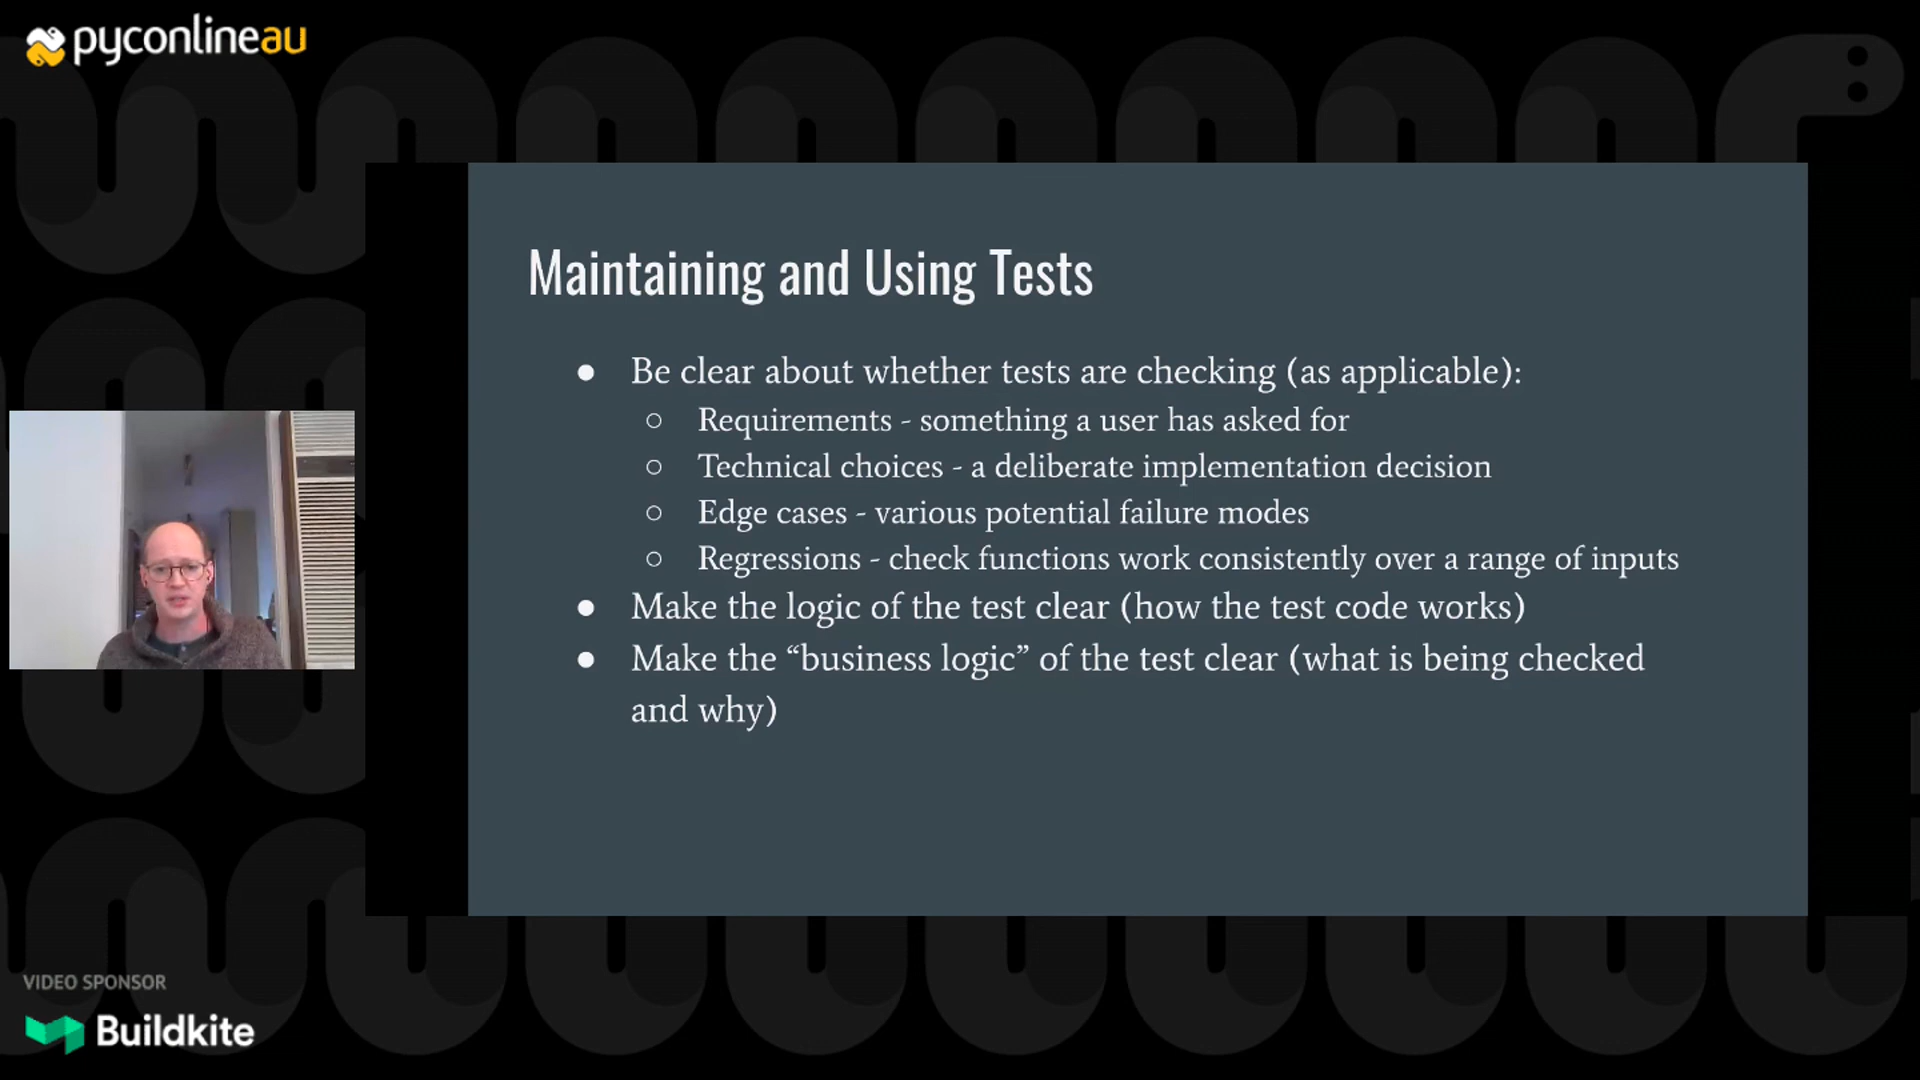 pyconlineau
Maintaining and Using Tests
● Be clear about whether tests are checking (as applicable):
○ Requirements - something a user has asked for
○ Technical choices - a deliberate implementation decision
○ Edge cases - various potential failure modes
○ Regressions - check functions work consistently over a range of inputs
● Make the logic of the test clear (how the test code works)
● Make the “business logic” of the test clear (what is being checked
and why)
VIDEO SPONSOR
Buildkite